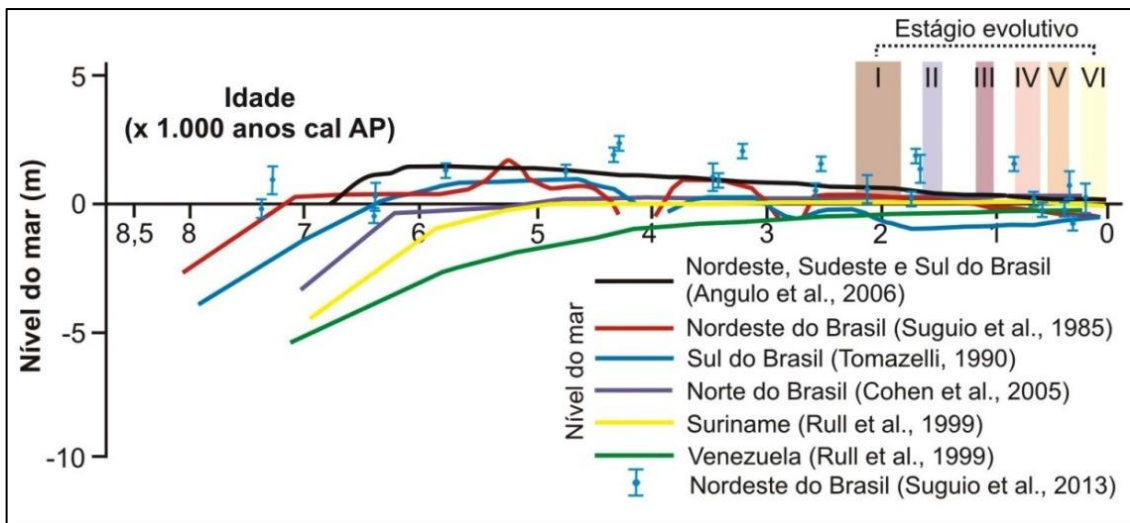 Estágio evolutivo
I II III IV V VI
5
Idade
(x 1.000 anos cal AP)
0
8,5 8 7 6 5 4 3 2 1 0
-5
-10
Nível do mar (m)
Nível do mar
Nordeste, Sudeste e Sul do Brasil
(Angulo et al., 2006)
Nordeste do Brasil (Suguio et al., 1985)
Sul do Brasil (Tomazelli, 1990)
Norte do Brasil (Cohen et al., 2005)
Suriname (Rull et al., 1999)
Venezuela (Rull et al., 1999)
Nordeste do Brasil (Suguio et al., 2013)